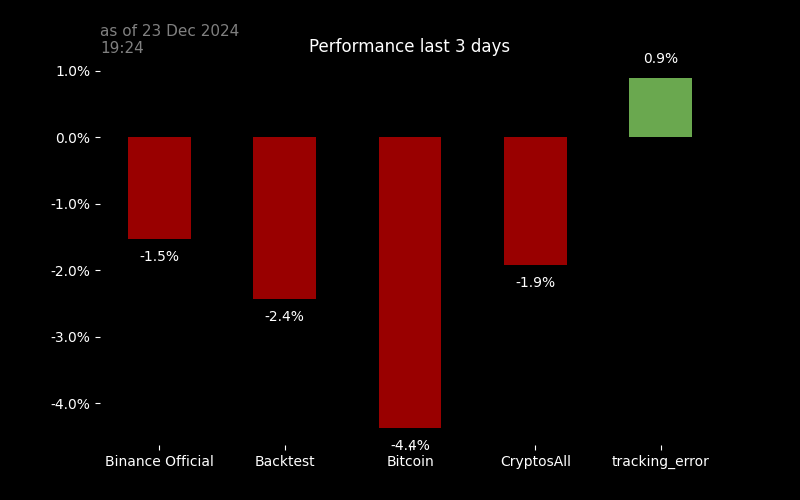 as of 23 Dec 2024
19:24
Performance last 3 days
0.9%
1.0%
0.0%
-1.0%
-2.0%
-3.0%
-4.0%
-1.5%
-2.4%
-4.4%
-1.9%
Binance Official
Backtest
Bitcoin
CryptosAll
tracking_error